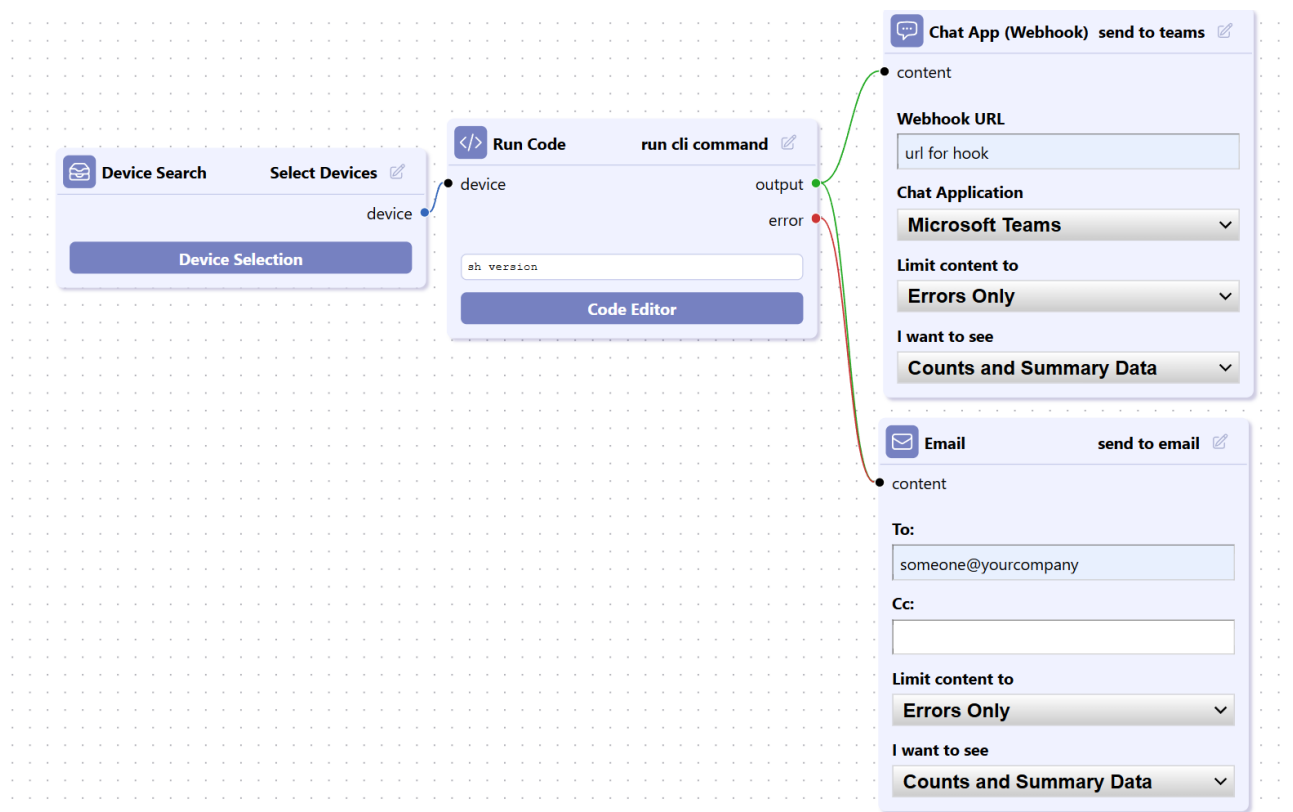 Device Search Select Devices
device
Device Selection
Run Code run cli command
device output
error
sh version
Code Editor
Chat App (Webhook) send to teams
content
Webhook URL
url for hook
Chat Application
Microsoft Teams
Limit content to
Errors Only
I want to see
Counts and Summary Data
Email send to email
content
To:
someone@yourcompany
Cc:
Limit content to
Errors Only
I want to see
Counts and Summary Data